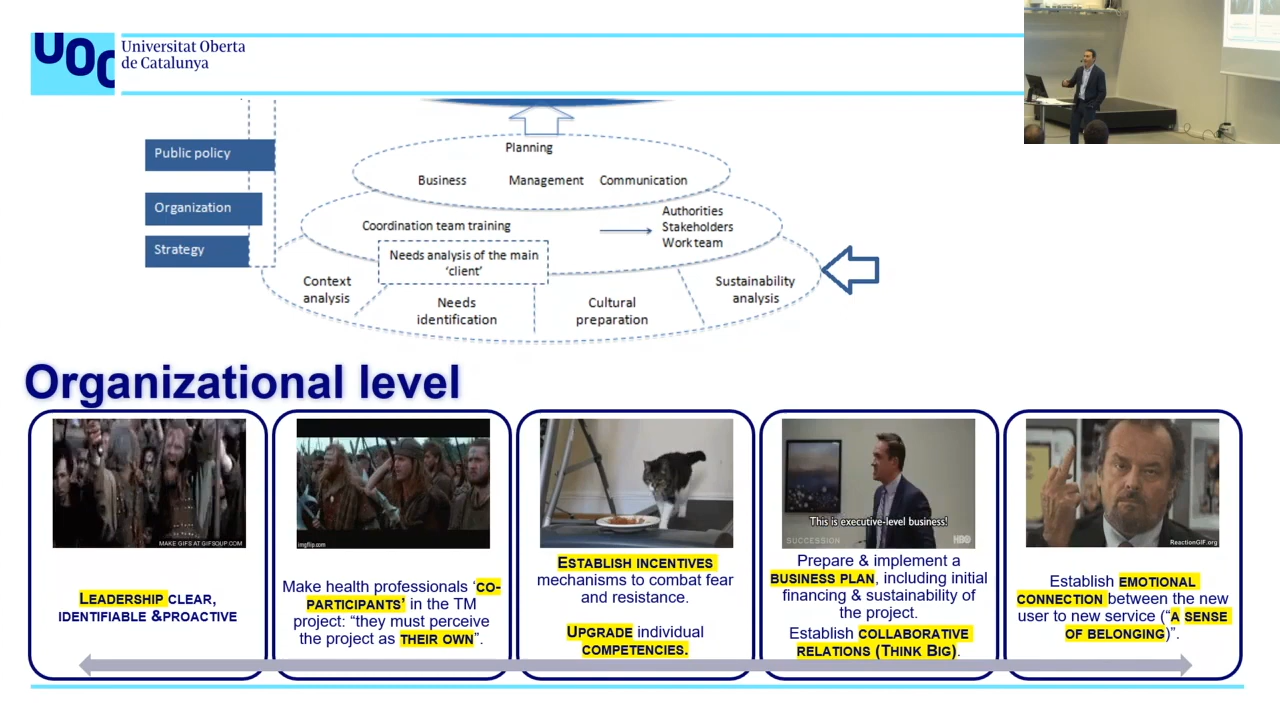 UOC
Universitat Oberta
de Catalunya
Public policy
Organization
Strategy
Planning
Business Management Communication
Coordination team training
Authorities
Stakeholders
Work team
Needs analysis of the main
'client'
Context
analysis
Needs
identification
Cultural
preparation
Sustainability
analysis
Organizational level
MAKE GIFS AT GIFSOUP.COM
LEADERSHIP CLEAR,
IDENTIFIABLE &PROACTIVE
imgflip.com
Make health professionals ‘CO-
PARTICIPANTS’ in the TM
project: “they must perceive
the project as THEIR OWN”.
ESTABLISH INCENTIVES
mechanisms to combat fear
and resistance.
UPGRADE individual
COMPETENCIES.
This is executive-level business!
SUCCESSION
HBO
Prepare & implement a
BUSINESS PLAN, including initial
financing & sustainability of
the project.
Establish COLLABORATIVE
RELATIONS (THINK BIG).
ReactionGIF.org
Establish EMOTIONAL
CONNECTION between the new
user to new service (“A SENSE
OF BELONGING)”.